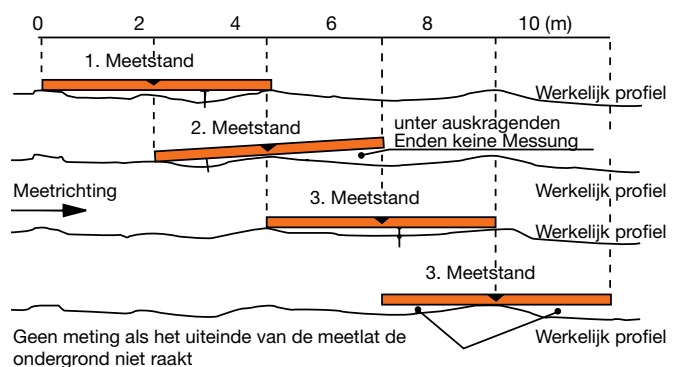 0 2 4 6 8 10 (m)
1. Meetstand
Werkelijk profiel
2. Meetstand
unter auskragenden
Enden keine Messung
Werkelijk profiel
Meetrichting
3. Meetstand
Werkelijk profiel
3. Meetstand
Geen meting als het uiteinde van de meetlat de
ondergrond niet raakt
Werkelijk profiel